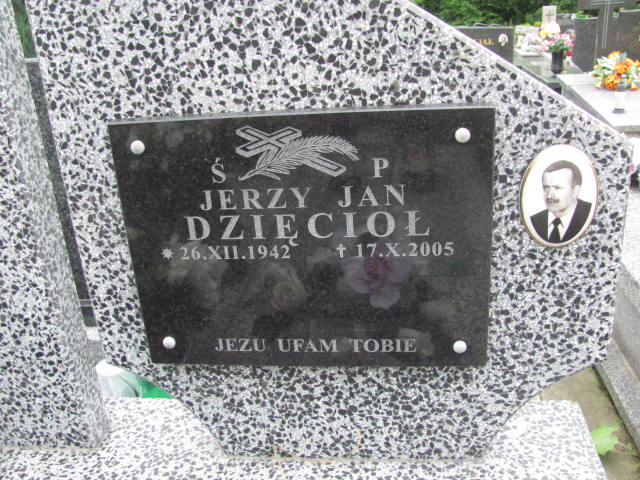 Ś P
JERZY JAN
DZIĘCIOŁ
* 26.XII.1942 † 17.X.2005
JEZU UFAM TOBIE